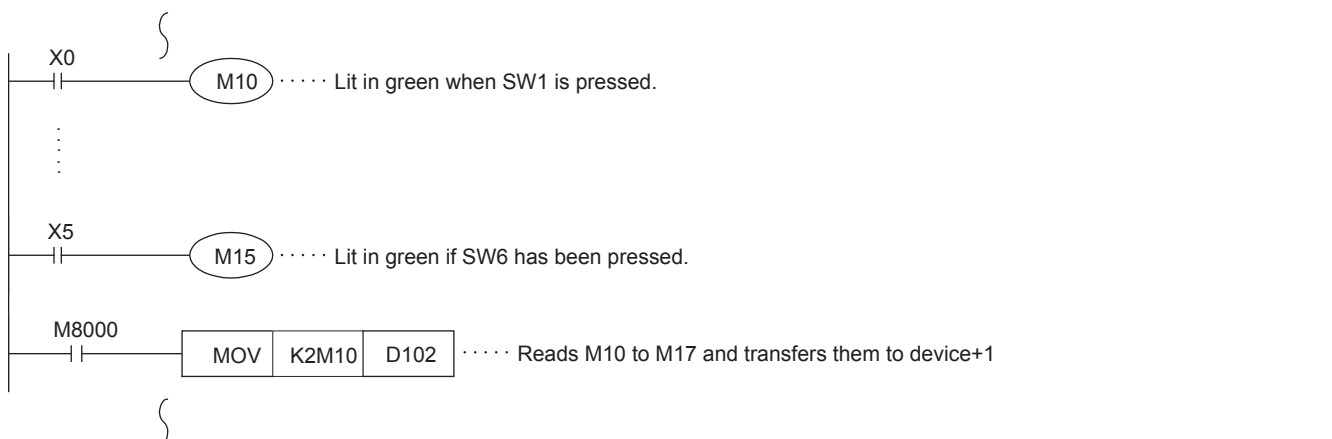 X0
M10 ····· Lit in green when SW1 is pressed.
X5
M15 ····· Lit in green if SW6 has been pressed.
M8000
MOV K2M10 D102 ····· Reads M10 to M17 and transfers them to device+1